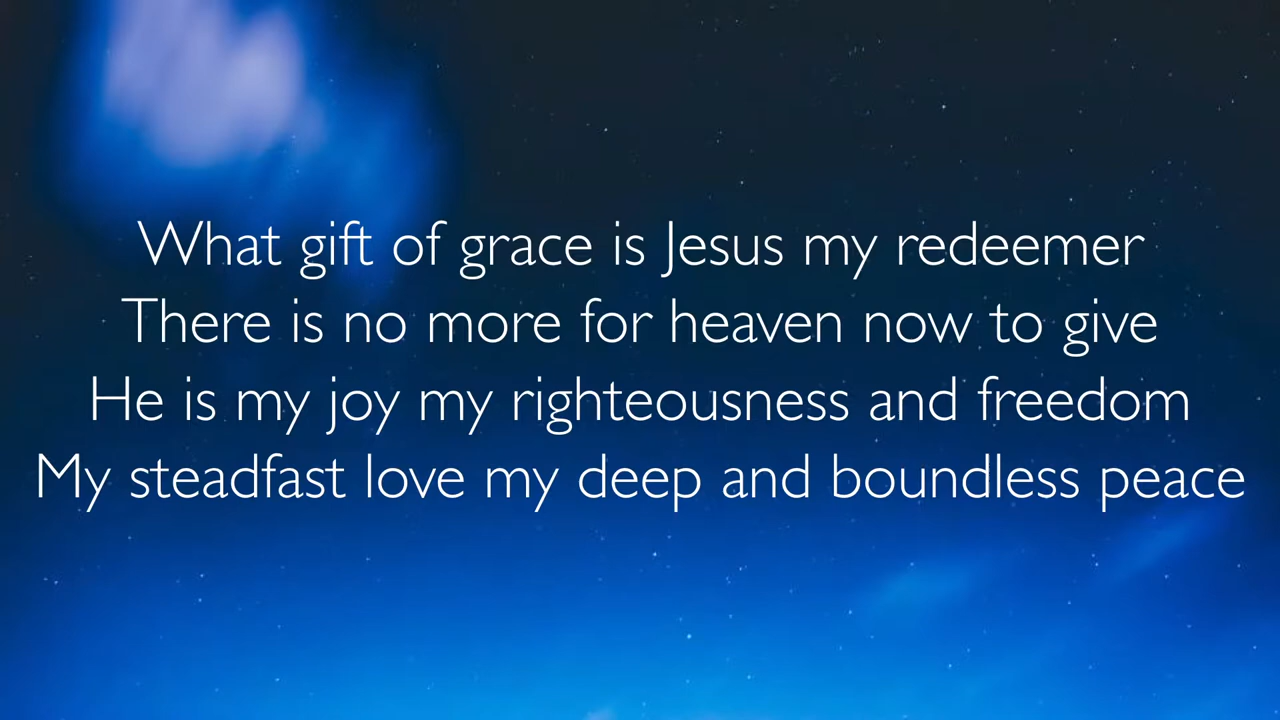 What gift of grace is Jesus my redeemer
There is no more for heaven now to give
He is my joy my righteousness and freedom
My steadfast love my deep and boundless peace